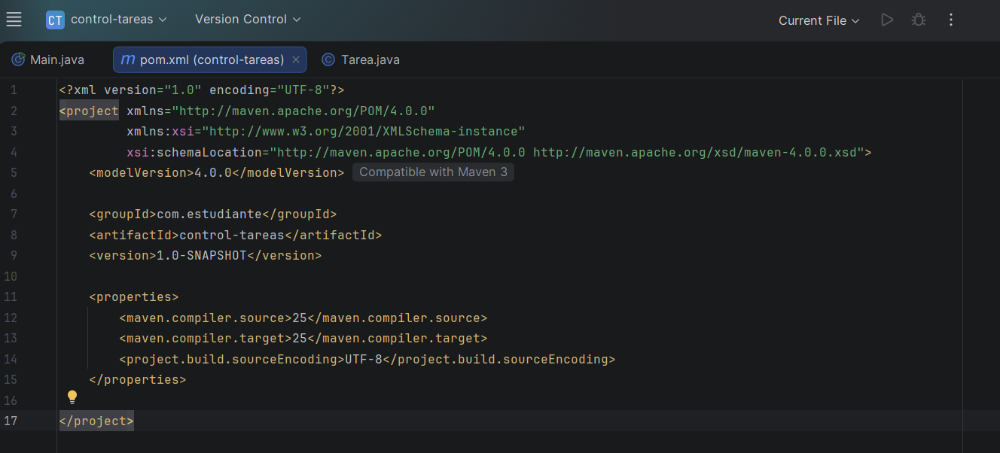 CT control-tareas Version Control Current File
Main.java m pom.xml (control-tareas) Tarea.java
1 <?xml version="1.0" encoding="UTF-8"?>
2 <project xmlns="http://maven.apache.org/POM/4.0.0"
3 xmlns:xsi="http://www.w3.org/2001/XMLSchema-instance"
4 xsi:schemaLocation="http://maven.apache.org/POM/4.0.0 http://maven.apache.org/xsd/maven-4.0.0.xsd">
5 <modelVersion>4.0.0</modelVersion> Compatible with Maven 3
6
7 <groupId>com.estudiante</groupId>
8 <artifactId>control-tareas</artifactId>
9 <version>1.0-SNAPSHOT</version>
10
11 <properties>
12 <maven.compiler.source>25</maven.compiler.source>
13 <maven.compiler.target>25</maven.compiler.target>
14 <project.build.sourceEncoding>UTF-8</project.build.sourceEncoding>
15 </properties>
16
17 </project>